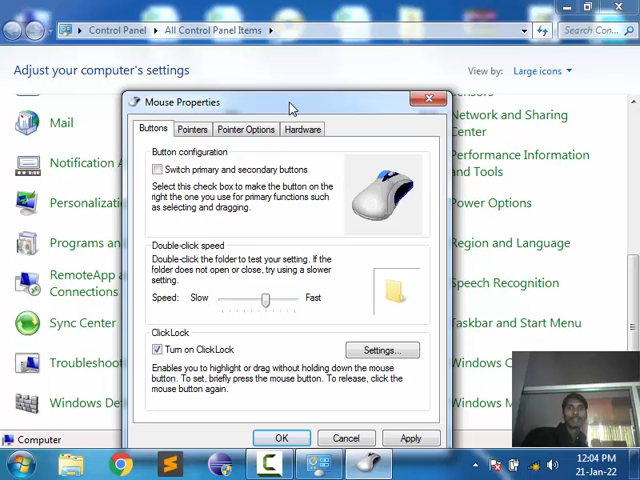 Control Panel
All Control Panel Items
Search Con...
Adjust your computer's settings
View by:
Large icons
Mouse Properties
Buttons
Pointers
Pointer Options
Hardware
Button configuration
Switch primary and secondary buttons
Select this check box to make the button on the
right the one you use for primary functions such
as selecting and dragging.
Double-click speed
Double-click the folder to test your setting. If the
folder does not open or close, try using a slower
setting.
Speed:
Slow
Fast
ClickLock
Turn on ClickLock
Settings...
Enables you to highlight or drag without holding down the mouse
button. To set, briefly press the mouse button. To release, click the
mouse button again.
OK
Cancel
Apply
Mail
Notification
Personalizat
Programs an
RemoteApp
Connections
Sync Center
Troubleshoot
Windows De
Network and Sharing
Center
Performance Information
and Tools
Power Options
Region and Language
Speech Recognition
Taskbar and Start Menu
Windows C
Windows M
Computer
12:04 PM
21-Jan-22